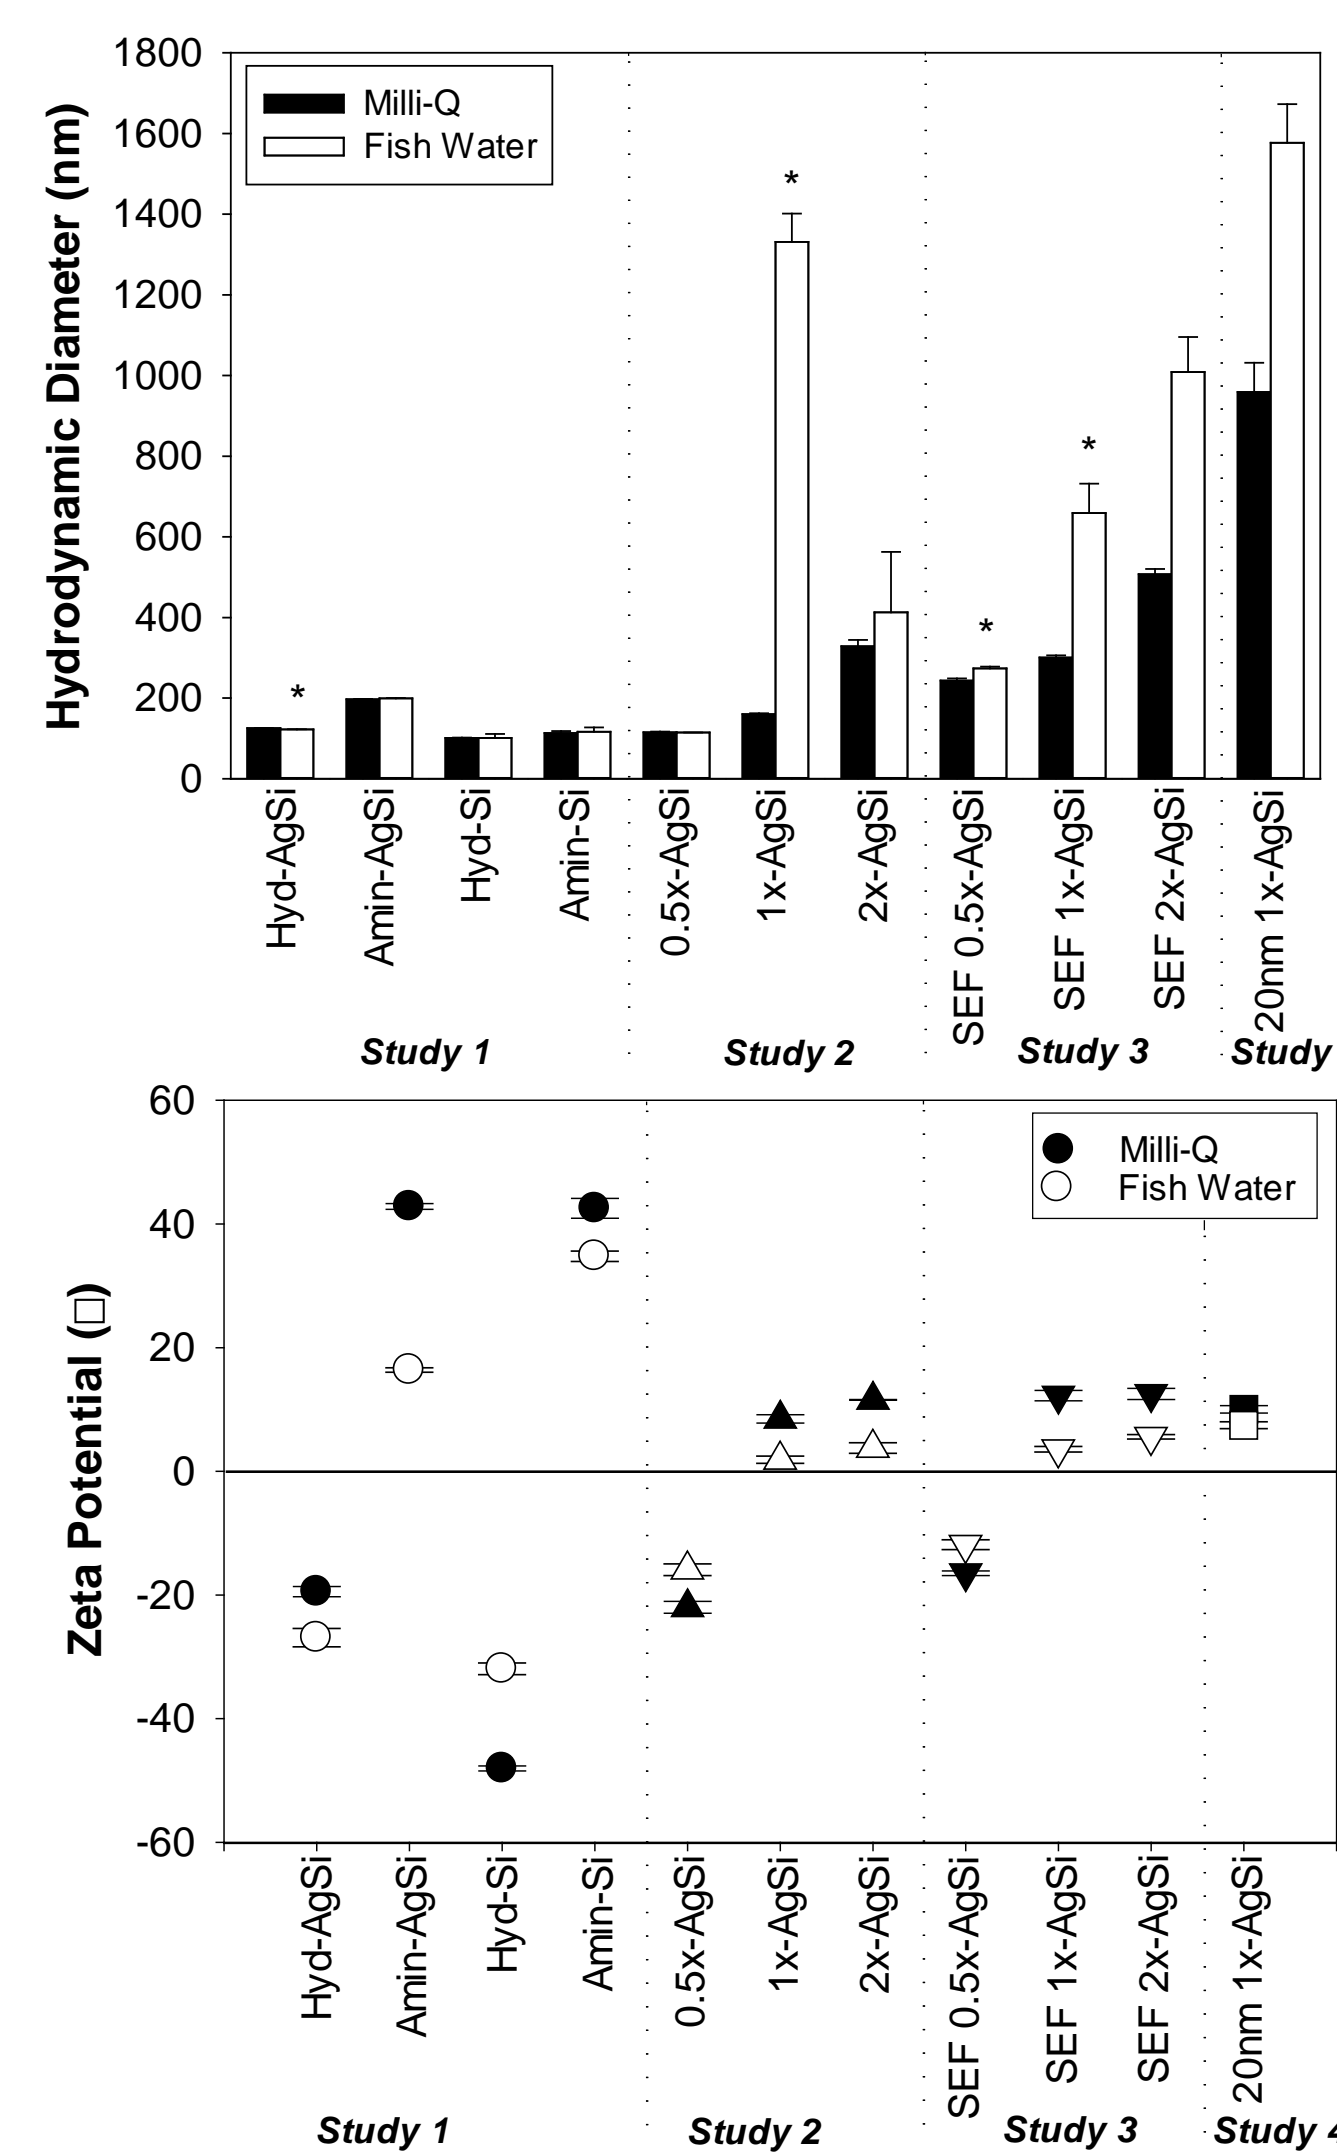 Hydrodynamic Diameter (nm)
1800
1600
1400
1200
1000
800
600
400
200
0
Milli-Q
Fish Water
*
*
*
*
Hyd-AgSi
Amin-AgSi
Hyd-Si
Amin-Si
0.5x-AgSi
1x-AgSi
2x-AgSi
SEF 0.5x-AgSi
SEF 1x-AgSi
SEF 2x-AgSi
20nm 1x-AgSi
Study 1
Study 2
Study 3
Study
Zeta Potential (□)
60
40
20
0
-20
-40
-60
Milli-Q
Fish Water
Hyd-AgSi
Amin-AgSi
Hyd-Si
Amin-Si
0.5x-AgSi
1x-AgSi
2x-AgSi
SEF 0.5x-AgSi
SEF 1x-AgSi
SEF 2x-AgSi
20nm 1x-AgSi
Study 1
Study 2
Study 3
Study 4